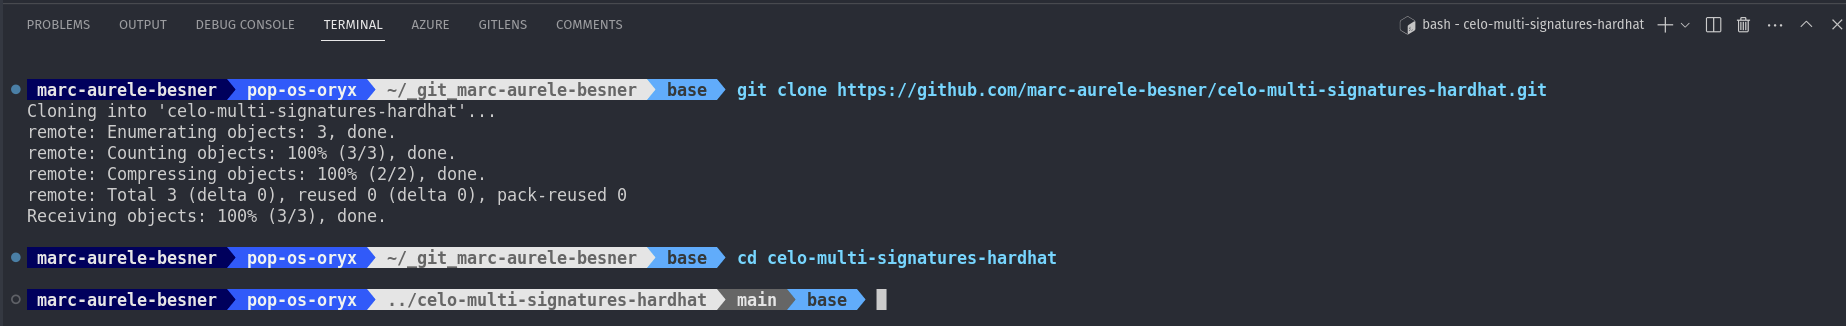 PROBLEMS OUTPUT DEBUG CONSOLE TERMINAL AZURE GITLENS COMMENTS bash - celo-multi-signatures-hardhat
marc-aurele-besner pop-os-oryx ~/_git_marc-aurele-besner base git clone https://github.com/marc-aurele-besner/celo-multi-signatures-hardhat.git
Cloning into 'celo-multi-signatures-hardhat'...
remote: Enumerating objects: 3, done.
remote: Counting objects: 100% (3/3), done.
remote: Compressing objects: 100% (2/2), done.
remote: Total 3 (delta 0), reused 0 (delta 0), pack-reused 0
Receiving objects: 100% (3/3), done.
marc-aurele-besner pop-os-oryx ~/_git_marc-aurele-besner base cd celo-multi-signatures-hardhat
marc-aurele-besner pop-os-oryx ../celo-multi-signatures-hardhat main base